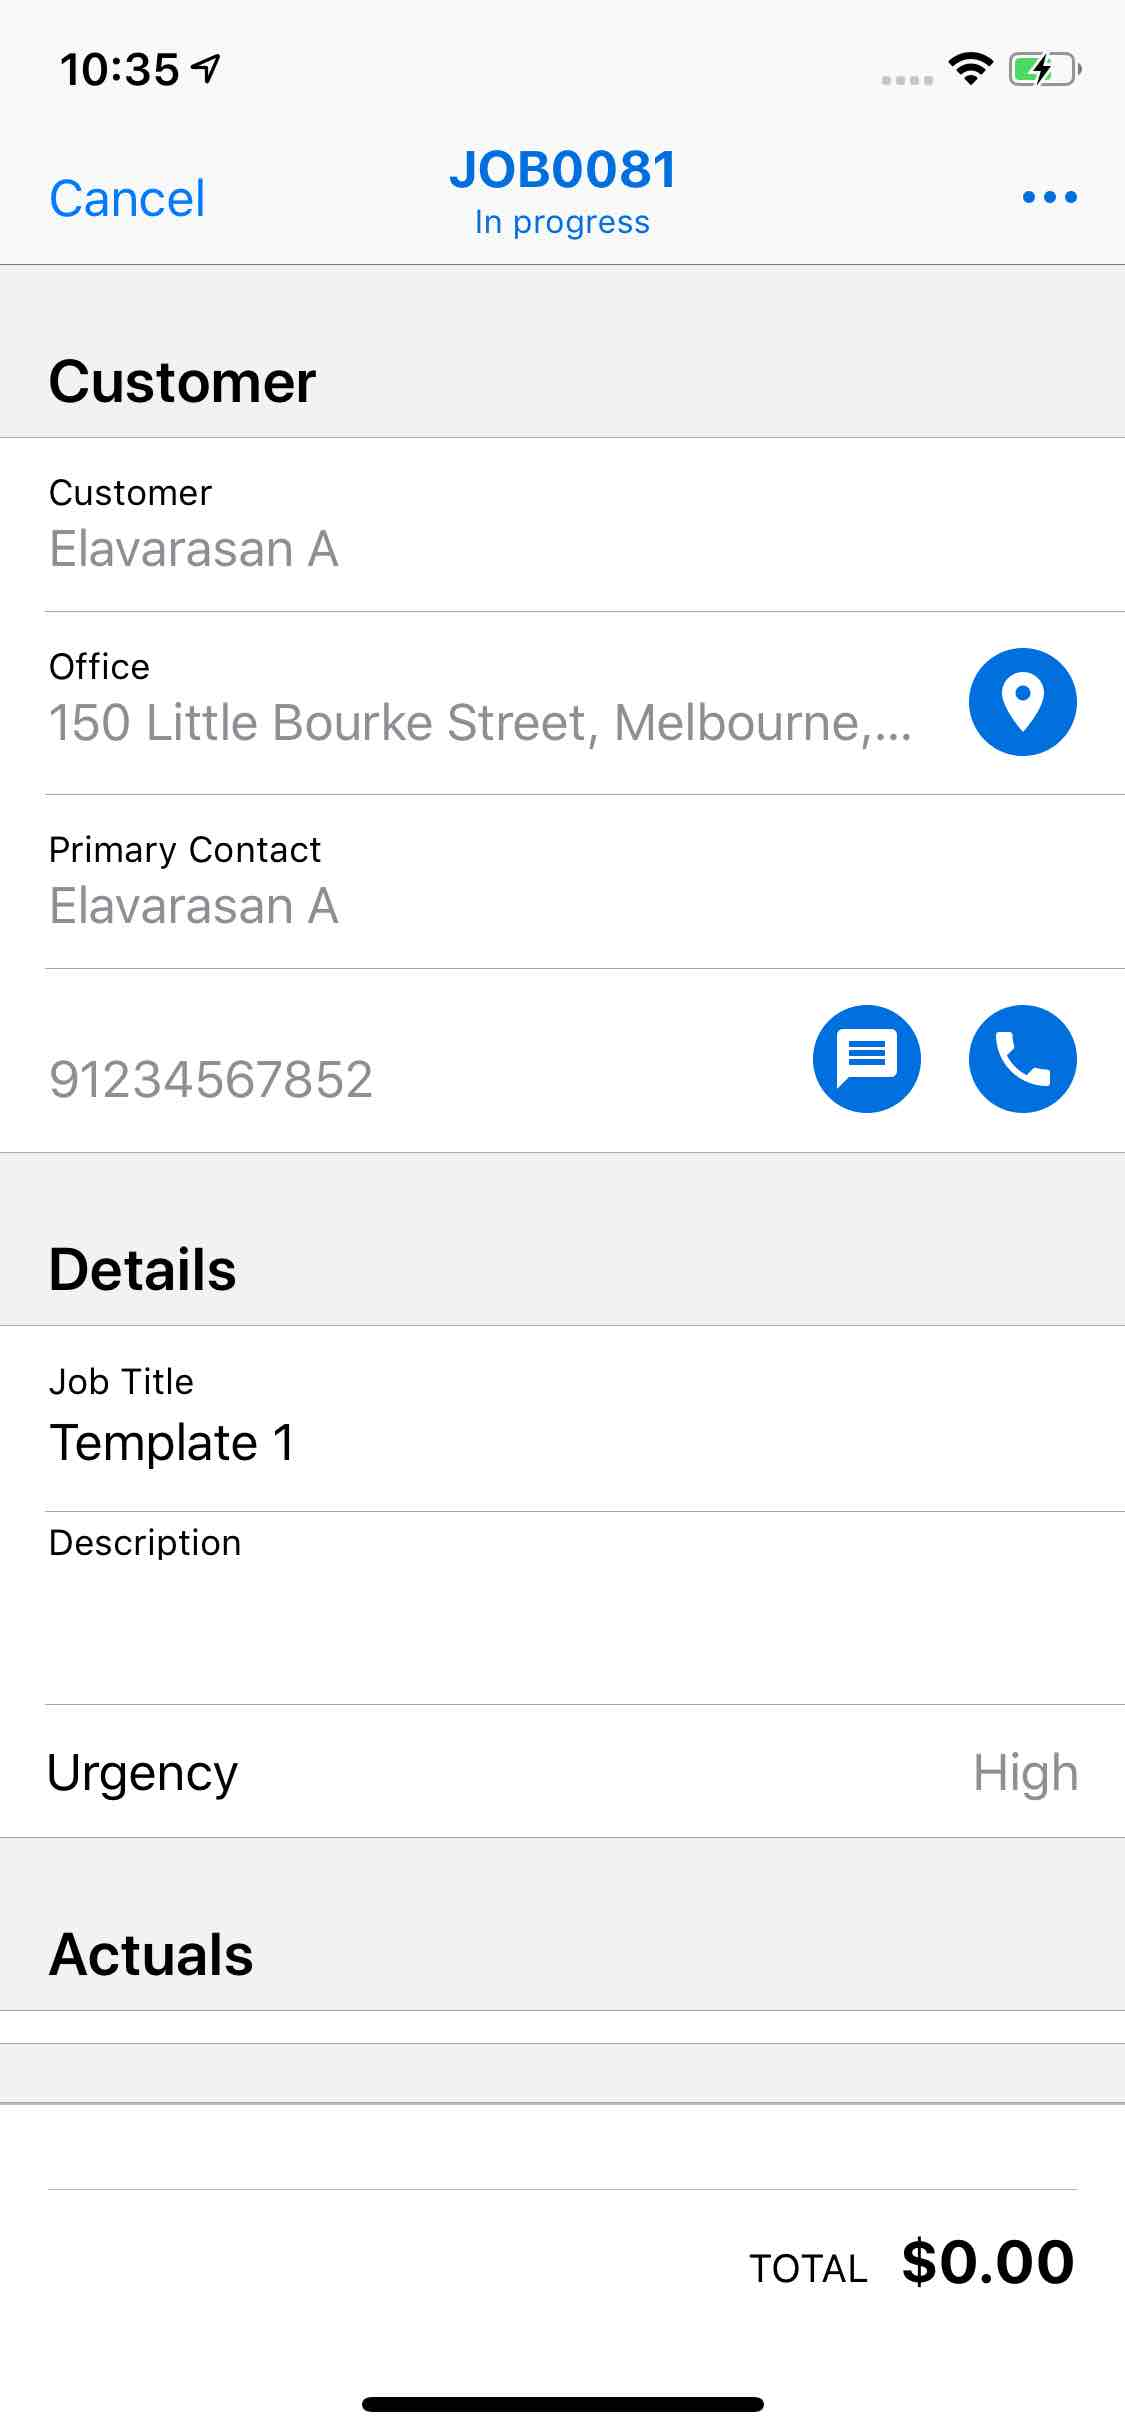 10:35
Cancel
JOB0081
In progress
Customer
Customer
Elavarasan A
Office
150 Little Bourke Street, Melbourne,...
Primary Contact
Elavarasan A
91234567852
Details
Job Title
Template 1
Description
Urgency High
Actuals
TOTAL $0.00